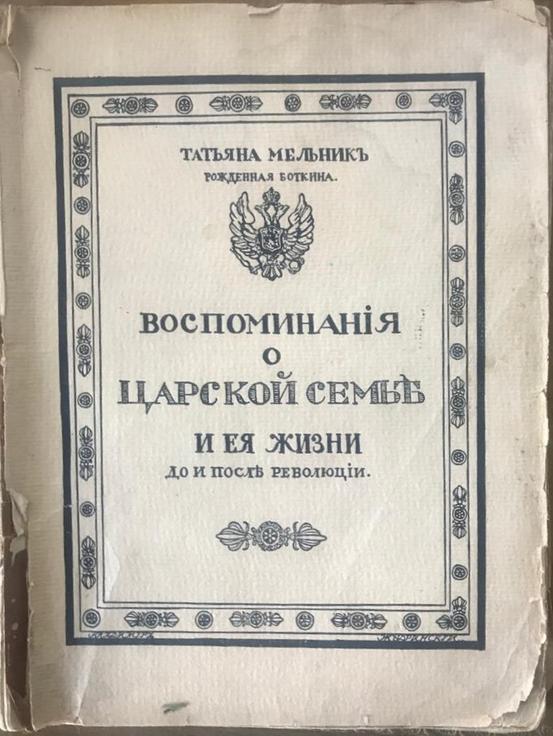 ТАТЬЯНА МЕЛЬНИКЪ
РОЖДЕННАЯ БОТКИНА.
ВОСПОМИНАНІЯ
О
ЦАРСКОЙ СЕМЬѢ
И ЕЯ ЖИЗНИ
ДО И ПОСЛѢ РЕВОЛЮЦІИ.